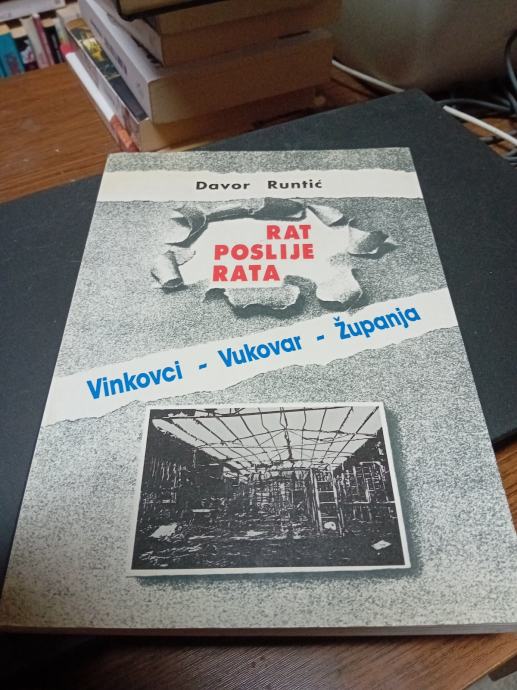 Davor Runtić
RAT
POSLIJE
RATA
Vinkovci - Vukovar - Županja